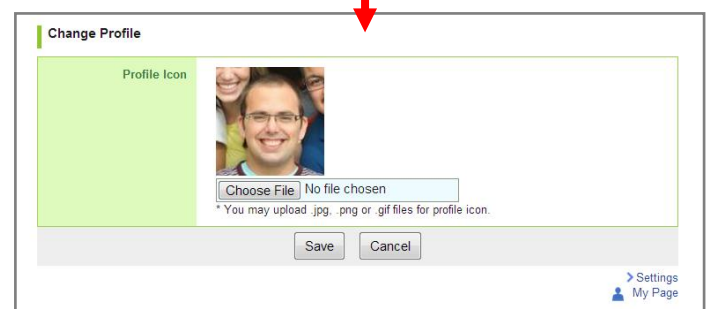 Change Profile
Profile Icon
Choose File No file chosen
* You may upload .jpg, .png or .gif files for profile icon.
Save Cancel
Settings
My Page